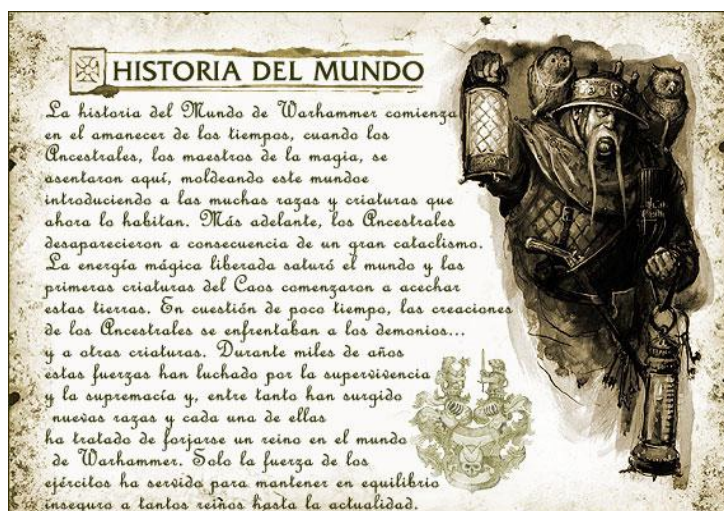 HISTORIA DEL MUNDO
La historia del Mundo de Warhammer comienza
en el amanecer de los tiempos, cuando los
Ancestrales, los maestros de la magia, se
asentaron aquí, moldeando este mundoe
introduciendo a las muchas razas y criaturas que
ahora lo habitan. Más adelante, los Ancestrales
desaparecieron a consecuencia de un gran cataclismo.
La energía mágica liberada saturó el mundo y las
primeras criaturas del Caos comenzaron a acechar
estas tierras. En cuestión de poco tiempo, las creaciones
de los Ancestrales se enfrentaban a los demonios...
y a otras criaturas. Durante miles de años
estas fuerzas han luchado por la supervivencia
y la supremacía y, entre tanto han surgido
nuevas razas y cada una de ellas
ha tratado de forjarse un reino en el mundo
de Warhammer. Solo la fuerza de los
ejércitos ha servido para mantener en equilibrio
inseguro a tantos reinos hasta la actualidad.